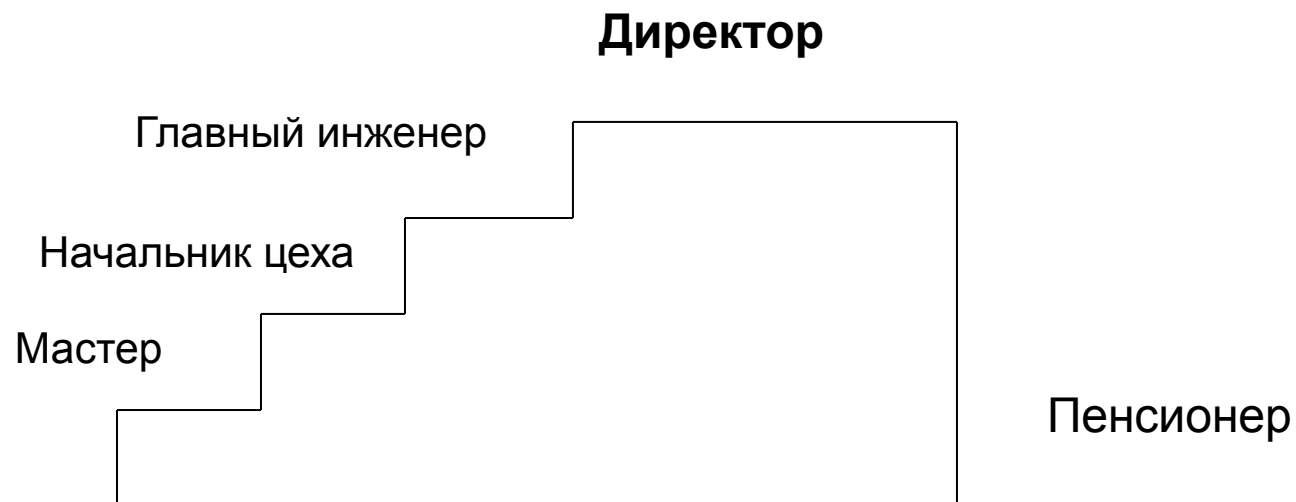 Директор
Главный инженер
Начальник цеха
Мастер
Пенсионер